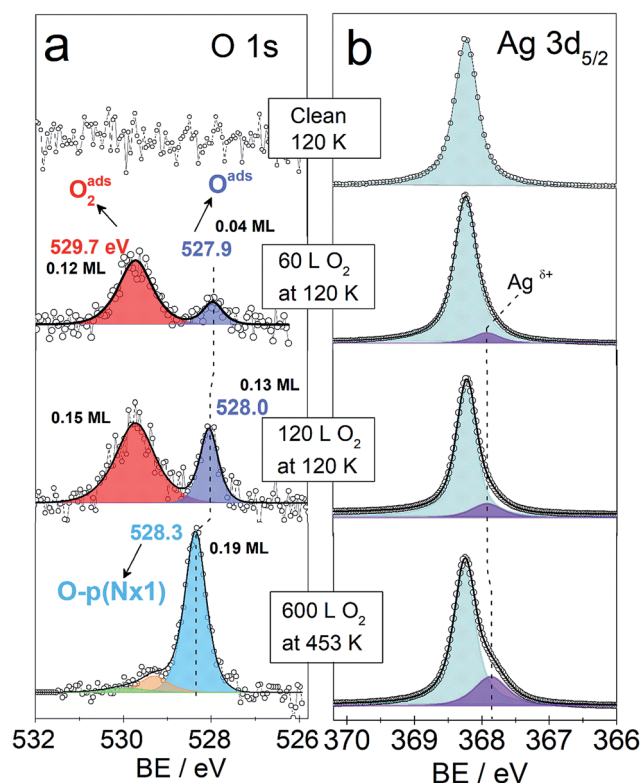 a
O 1s
b
Ag 3d5/2
Clean
120 K
O2ads
Oads
0.04 ML
529.7 eV
527.9
0.12 ML
60 L O2
at 120 K
Ag δ+
0.13 ML
0.15 ML
528.0
120 L O2
at 120 K
528.3
0.19 ML
O-p(Nx1)
600 L O2
at 453 K
532 530 528 526
370 369 368 367 366
BE / eV
BE / eV